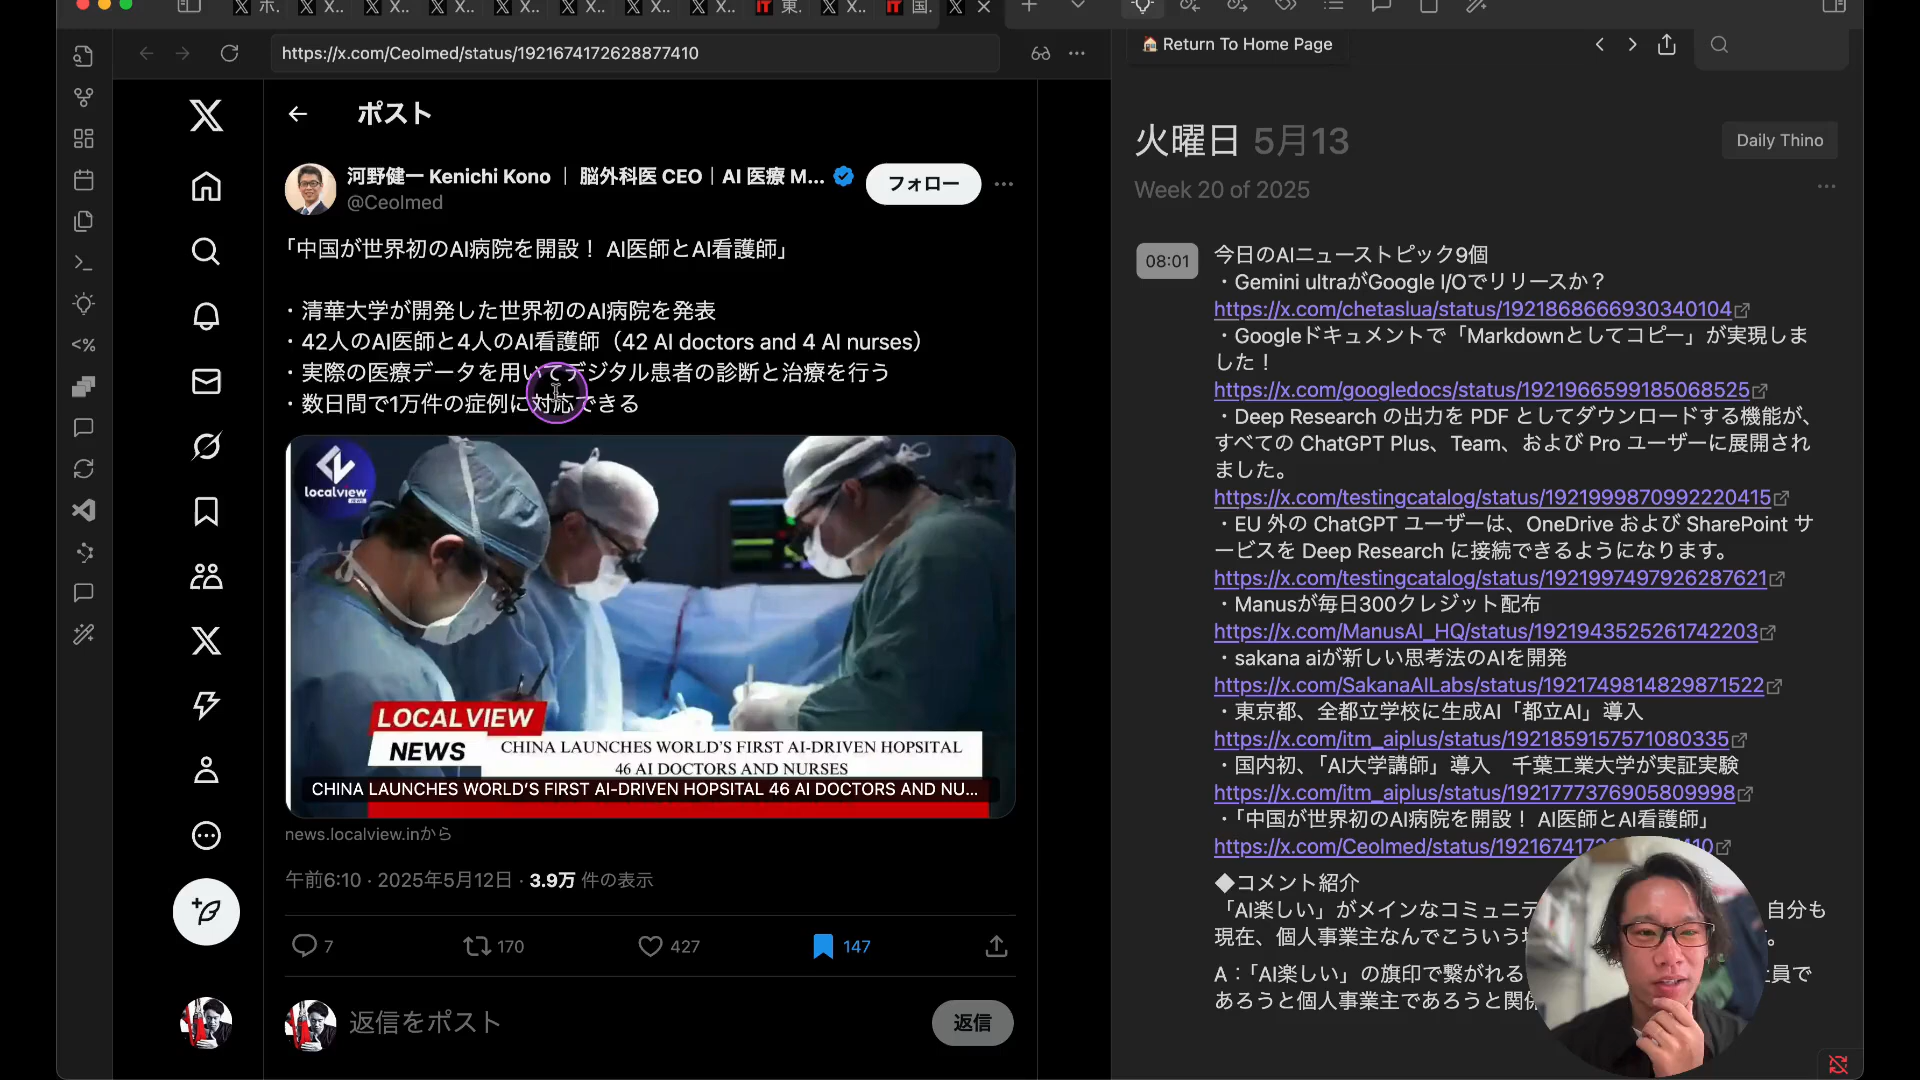 ホ.
X...
X...
X...
X...
X...
X...
X...
東.
X...
国.
https://x.com/Ceolmed/status/1921674172628877410
ポスト
河野健一 Kenichi Kono ｜ 脳外科医 CEO｜AI 医療 M...
@Ceolmed
フォロー
「中国が世界初のAI病院を開設！ AI医師とAI看護師」
・清華大学が開発した世界初のAI病院を発表
・42人のAI医師と4人のAI看護師（42 AI doctors and 4 AI nurses）
・実際の医療データを用いてデジタル患者の診断と治療を行う
・数日間で1万件の症例に対応できる
localview
NEWS
LOCALVIEW
NEWS
CHINA LAUNCHES WORLD'S FIRST AI-DRIVEN HOPSITAL
46 AI DOCTORS AND NURSES
CHINA LAUNCHES WORLD'S FIRST AI-DRIVEN HOPSITAL 46 AI DOCTORS AND NU...
news.localview.inから
午前6:10 · 2025年5月12日 · 3.9万 件の表示
7
170
427
147
返信をポスト
返信
🏠 Return To Home Page
火曜日 5月13
Daily Thino
Week 20 of 2025
08:01
今日のAIニューストピック9個
・Gemini ultraがGoogle I/Oでリリースか？
https://x.com/chetaslua/status/1921868666930340104
・Googleドキュメントで「Markdownとしてコピー」が実現しま
した！
https://x.com/googledocs/status/1921966599185068525
・Deep Research の出力を PDF としてダウンロードする機能が、
すべての ChatGPT Plus、Team、および Pro ユーザーに展開され
ました。
https://x.com/testingcatalog/status/1921999870992220415
・EU 外の ChatGPT ユーザーは、OneDrive および SharePoint サ
ービスを Deep Research に接続できるようになります。
https://x.com/testingcatalog/status/1921997497926287621
・Manusが毎日300クレジット配布
https://x.com/ManusAI_HQ/status/1921943525261742203
・sakana aiが新しい思考法のAIを開発
https://x.com/SakanaAILabs/status/1921749814829871522
・東京都、全都立学校に生成AI「都立AI」導入
https://x.com/itm_aiplus/status/1921859157571080335
・国内初、「AI大学講師」導入　千葉工業大学が実証実験
https://x.com/itm_aiplus/status/1921777376905809998
・「中国が世界初のAI病院を開設！ AI医師とAI看護師」
https://x.com/Ceolmed/status/192167417
◆コメント紹介
「AI楽しい」がメインなコミュニテ 自分も
現在、個人事業主なんでこういう 。
A：「AI楽しい」の旗印で繋がれる 社員で
あろうと個人事業主であろうと関係